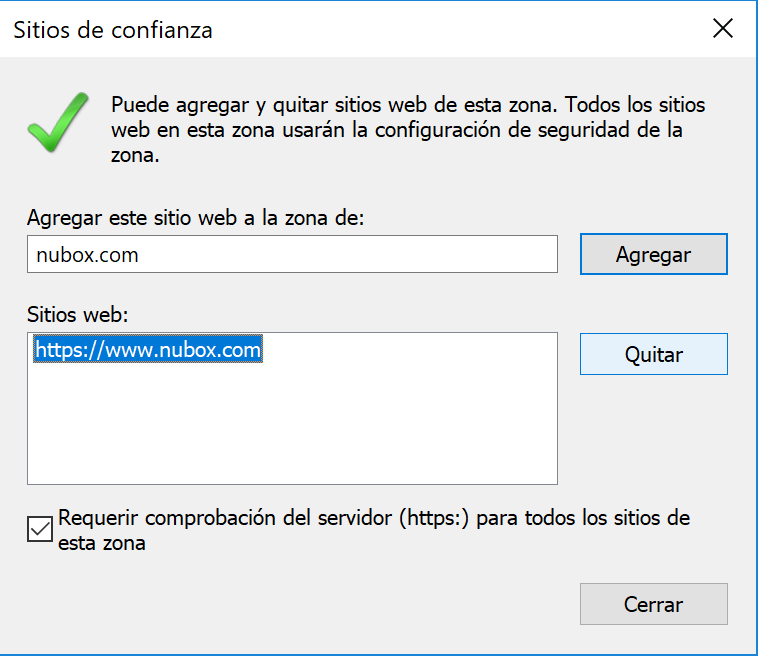 Sitios de confianza
Puede agregar y quitar sitios web de esta zona. Todos los sitios
web en esta zona usarán la configuración de seguridad de la
zona.
Agregar este sitio web a la zona de:
nubox.com
Agregar
Sitios web:
https://www.nubox.com
Quitar
Requerir comprobación del servidor (https:) para todos los sitios de
esta zona
Cerrar